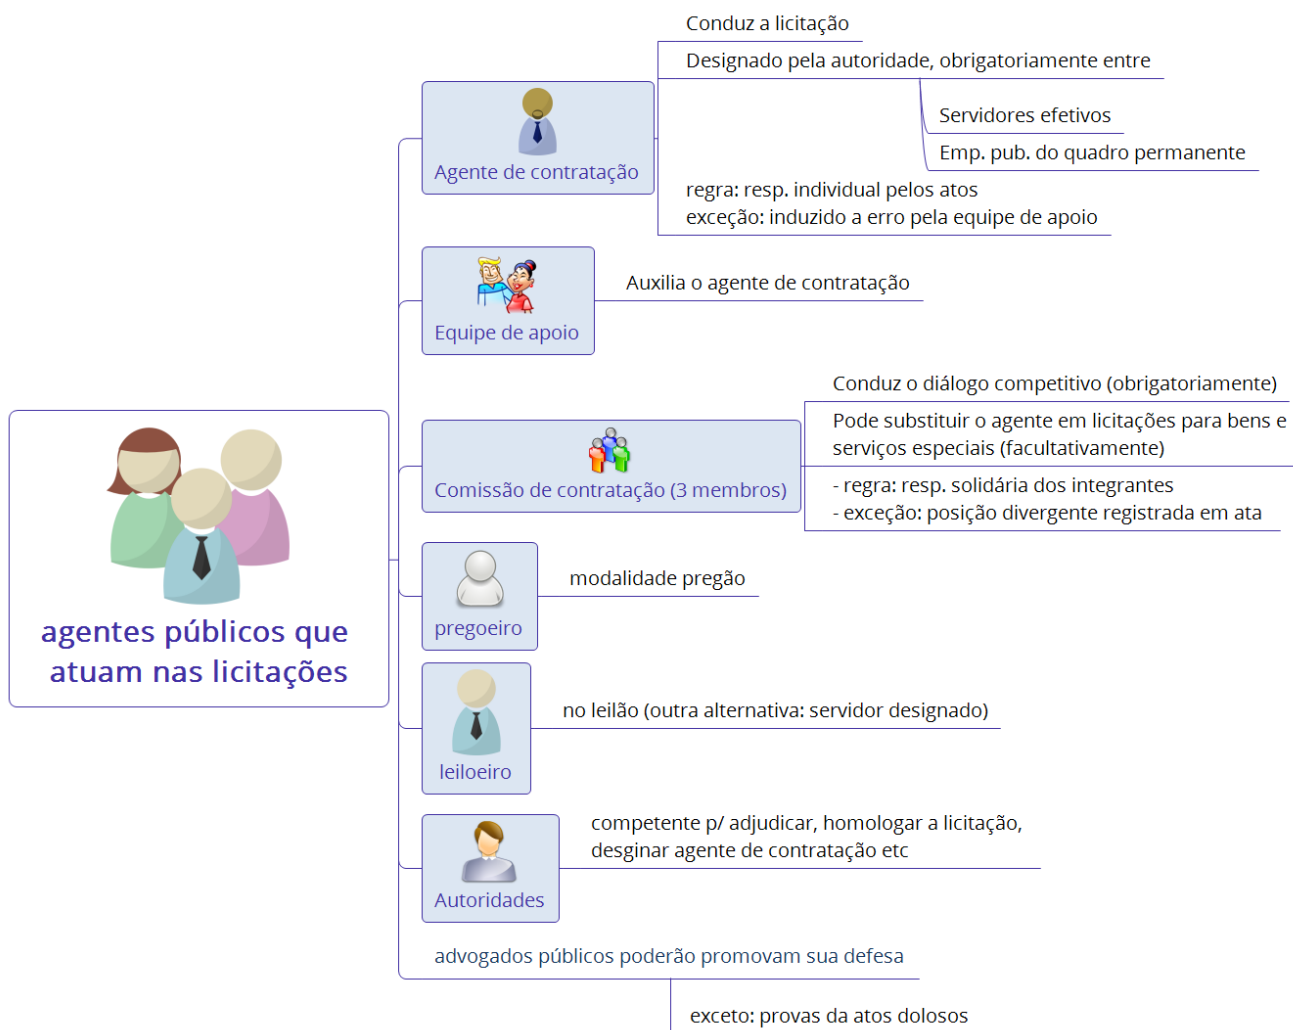 agentes públicos que
atuam nas licitações
Agente de contratação
Conduz a licitação
Designado pela autoridade, obrigatoriamente entre
Servidores efetivos
Emp. pub. do quadro permanente
regra: resp. individual pelos atos
exceção: induzido a erro pela equipe de apoio
Equipe de apoio
Auxilia o agente de contratação
Comissão de contratação (3 membros)
Conduz o diálogo competitivo (obrigatoriamente)
Pode substituir o agente em licitações para bens e
serviços especiais (facultativamente)
- regra: resp. solidária dos integrantes
- exceção: posição divergente registrada em ata
pregoeiro
modalidade pregão
leiloeiro
no leilão (outra alternativa: servidor designado)
Autoridades
competente p/ adjudicar, homologar a licitação,
desginar agente de contratação etc
advogados públicos poderão promovam sua defesa
exceto: provas da atos dolosos